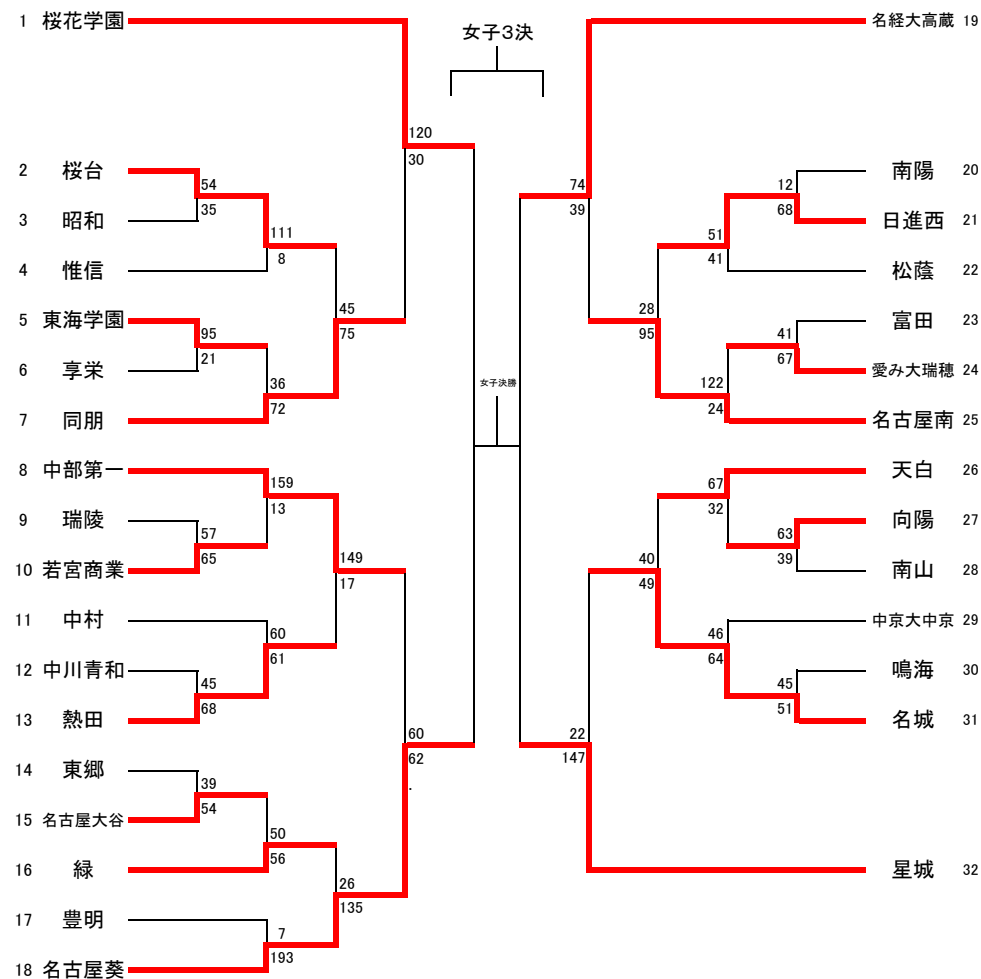 1 桜花学園
女子３決
名経大高蔵 19
120
30
2 桜台
54
35
3 昭和
111
8
4 惟信
5 東海学園
95
21
6 享栄
36
72
7 同朋
45
75
8 中部第一
159
13
9 瑞陵
57
65
10 若宮商業
149
17
11 中村
60
61
12 中川青和
45
68
13 熱田
60
62
.
14 東郷
39
54
15 名古屋大谷
50
56
16 緑
26
135
17 豊明
7
193
18 名古屋葵
女子決勝
74
39
南陽 20
12
68
日進西 21
51
41
松蔭 22
28
95
富田 23
41
67
愛み大瑞穂 24
122
24
名古屋南 25
天白 26
67
32
向陽 27
63
39
南山 28
40
49
中京大中京 29
46
64
鳴海 30
45
51
名城 31
22
147
星城 32